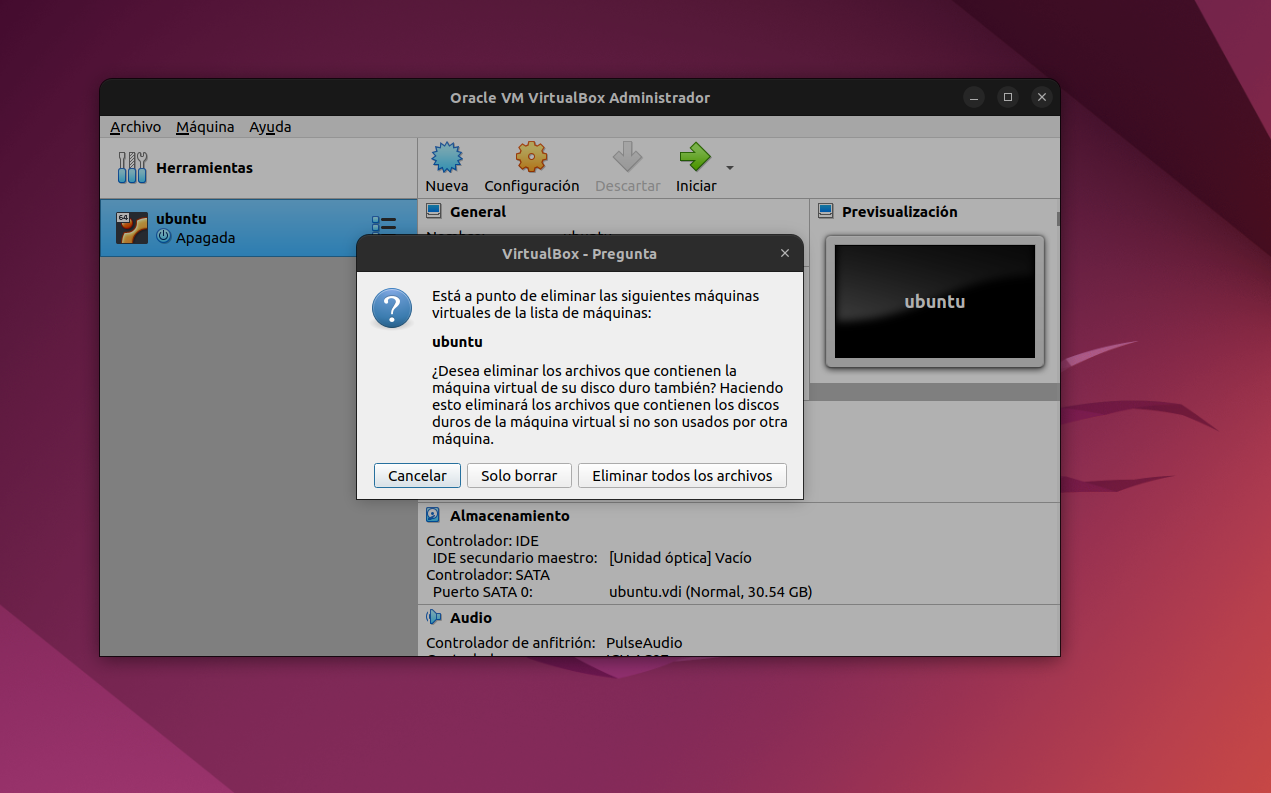 Oracle VM VirtualBox Administrador
Archivo Máquina Ayuda
Herramientas
Nueva Configuración Descartar Iniciar
64
ubuntu
Apagada
General
Previsualización
ubuntu
VirtualBox - Pregunta
Está a punto de eliminar las siguientes máquinas
virtuales de la lista de máquinas:
ubuntu
¿Desea eliminar los archivos que contienen la
máquina virtual de su disco duro también? Haciendo
esto eliminará los archivos que contienen los discos
duros de la máquina virtual si no son usados por otra
máquina.
Cancelar Solo borrar Eliminar todos los archivos
Almacenamiento
Controlador: IDE
IDE secundario maestro: [Unidad óptica] Vacío
Controlador: SATA
Puerto SATA 0: ubuntu.vdi (Normal, 30.54 GB)
Audio
Controlador de anfitrión: PulseAudio